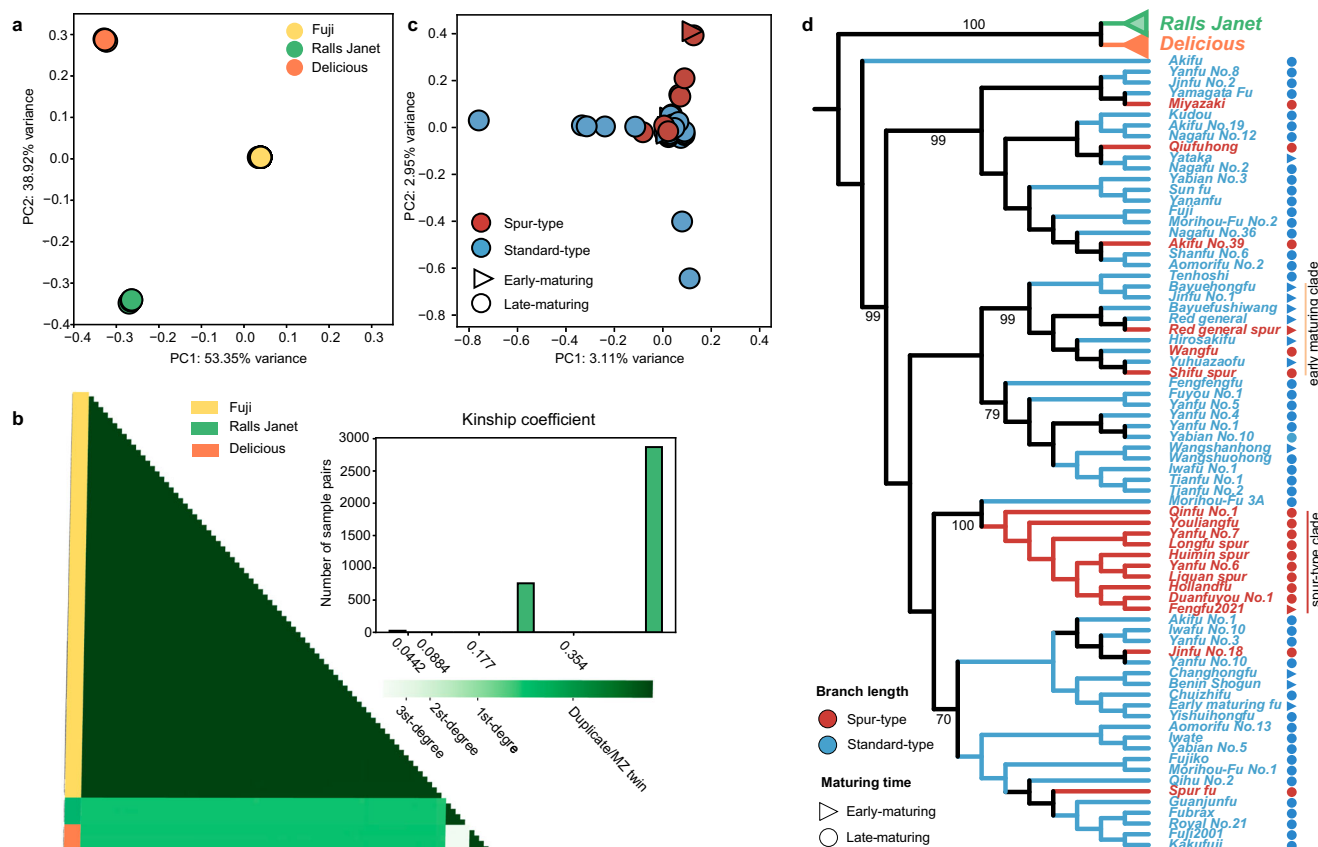 a
PC2: 38.92% variance
0.3
0.2
0.1
0.0
−0.1
−0.2
−0.3
−0.4
−0.4
−0.3
−0.2
−0.1
0.0
0.1
0.2
0.3
PC1: 53.35% variance
Fuji
Ralls Janet
Delicious
c
PC2: 2.95% variance
0.4
0.2
0.0
−0.2
−0.4
−0.6
−0.8
−0.8
−0.6
−0.4
−0.2
0.0
0.2
0.4
PC1: 3.11% variance
Spur-type
Standard-type
Early-maturing
Late-maturing
b
Fuji
Ralls Janet
Delicious
Kinship coefficient
Number of sample pairs
3000
2500
2000
1500
1000
500
0
0.0442
0.0884
0.177
0.354
3st-degree
2st-degree
1st-degre
Duplicate/MZ twin
d
100
99
99
99
79
100
70
Ralls Janet
Delicious
Akifu
Yanfu No.8
Jinfu No.2
Yamagata Fu
Miyazaki
Kudou
Akifu No.19
Nagafu No.12
Qiufuhong
Yataka
Nagafu No.2
Yabian No.3
Sun fu
Yananfu
Fuji
Morihou-Fu No.2
Nagafu No.36
Akifu No.39
Shanfu No.6
Aomorifu No.2
Tenhoshi
Bayuehongfu
Jinfu No.1
Bayuefushiwang
Red general
Red general spur
Hirosakifu
Wangfu
Yuhuazaofu
Shifu spur
Fengfengfu
Fuyou No.1
Yanfu No.5
Yanfu No.4
Yanfu No.1
Yabian No.10
Wangshanhong
Wangshuohong
Iwafu No.1
Tianfu No.1
Tianfu No.2
Morihou-Fu 3A
Qinfu No.1
Youliangfu
Yanfu No.7
Longfu spur
Huimin spur
Yanfu No.6
Liquan spur
Hollandfu
Duanfuyou No.1
Fengfu2021
Akifu No.1
Iwafu No.10
Yanfu No.3
Jinfu No.18
Yanfu No.10
Changhongfu
Benin Shogun
Chuizhifu
Early maturing fu
Yishuihongfu
Aomorifu No.13
Iwate
Yabian No.5
Fujiko
Morihou-Fu No.1
Qihu No.2
Spur fu
Guanjunfu
Fubrax
Royal No.21
Fuji2001
Kakufuji
early maturing clade
spur-type clade
Branch length
Spur-type
Standard-type
Maturing time
Early-maturing
Late-maturing